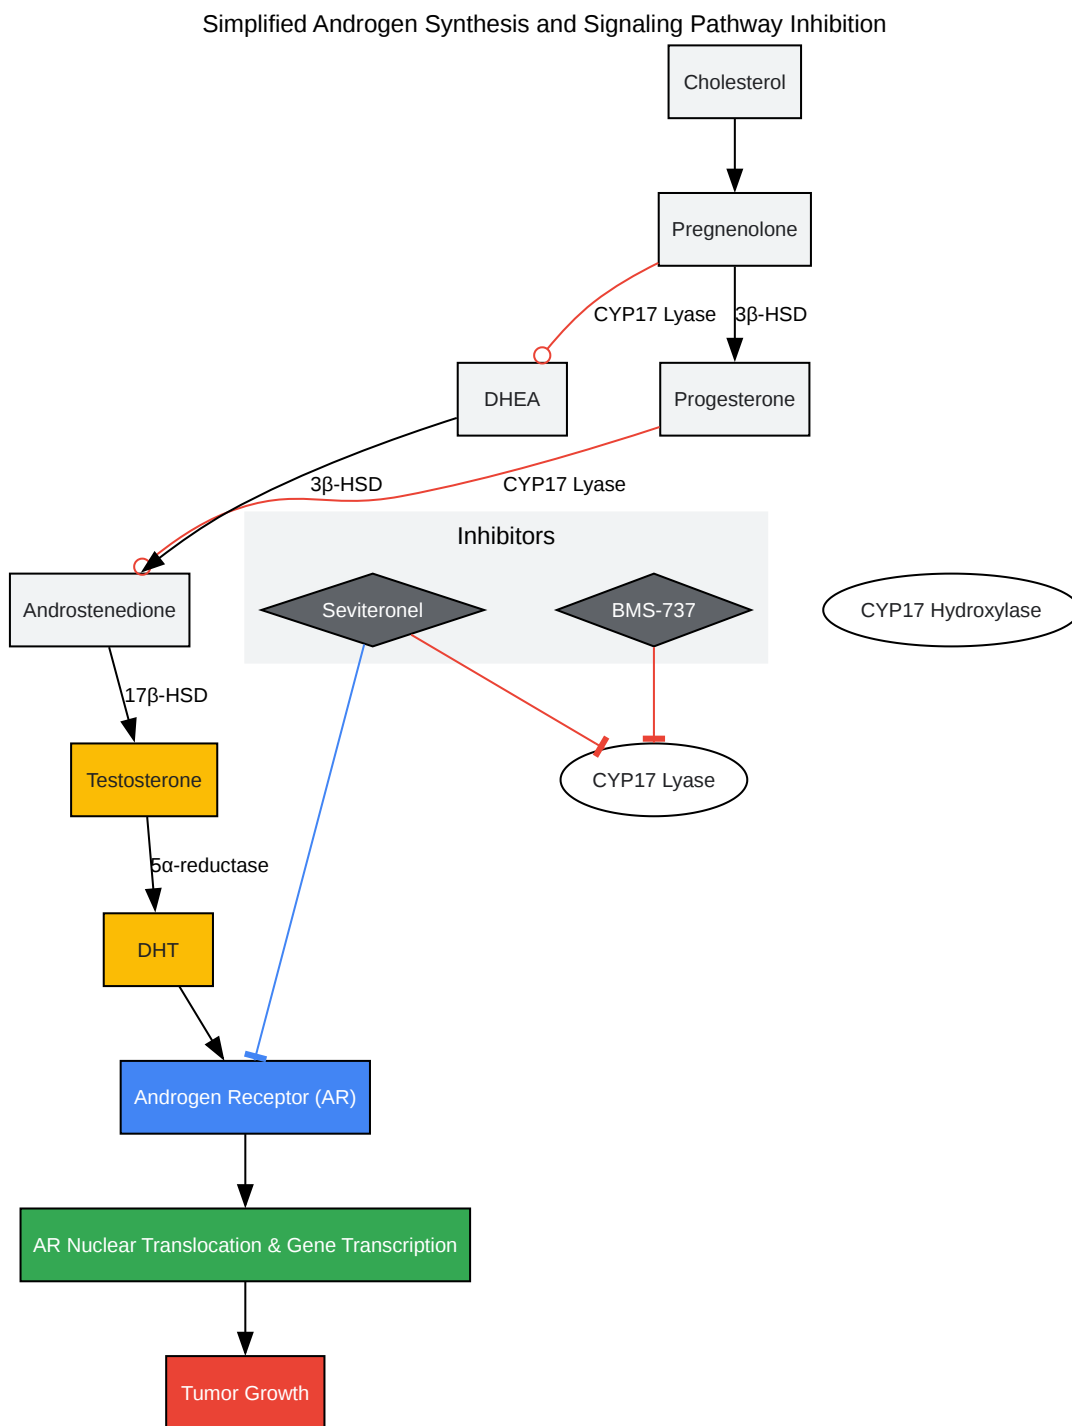 Simplified Androgen Synthesis and Signaling Pathway Inhibition
Cholesterol
Pregnenolone
CYP17 Lyase
3β-HSD
DHEA
Progesterone
3β-HSD
CYP17 Lyase
Inhibitors
Androstenedione
Seviteronel
BMS-737
CYP17 Hydroxylase
17β-HSD
Testosterone
CYP17 Lyase
5α-reductase
DHT
Androgen Receptor (AR)
AR Nuclear Translocation & Gene Transcription
Tumor Growth